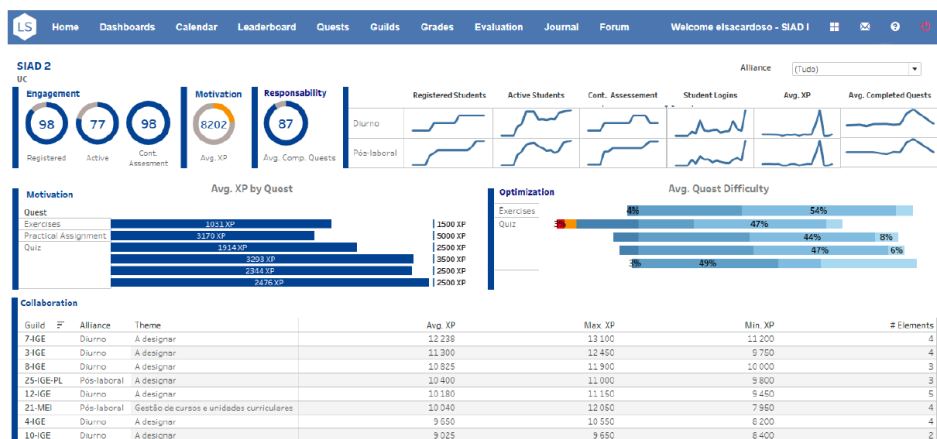 LS Home Dashboards Calendar Leaderboard Quests Guilds Grades Evaluation Journal Forum Welcome elsacardoso - SIAD I
SIAD 2
UC
Alliance (Tudo)
Engagement
98 77 98
Registered Active Cont. Assesment
Motivation
8202
Avg. XP
Responsability
87
Avg. Comp. Quests
Registered Students Active Students Cont. Assessement Student Logins Avg. XP Avg. Completed Quests
Diurno
Pós-laboral
Motivation
Avg. XP by Quest
Quest
Exercises 1031 XP 1500 XP
Practical Assignment 3170 XP 5000 XP
Quiz 1914 XP 2500 XP
3293 XP 3500 XP
2344 XP 2500 XP
2476 XP 2500 XP
Optimization
Avg. Quest Difficulty
Exercises 4% 54%
Quiz 47%
44% 8%
47% 6%
3% 49%
Collaboration
Guild Alliance Theme Avg. XP Max. XP Min. XP # Elements
7-IGE Diurno A designar 12 238 13 100 11 200 4
3-IGE Diurno A designar 11 300 12 450 9 750 4
8-IGE Diurno A designar 10 825 11 900 10 000 3
25-IGE-PL Pós-laboral A designar 10 400 11 000 9 800 3
12-IGE Diurno A designar 10 180 11 150 9 450 5
21-MEI Pós-laboral Gestão de cursos e unidades curriculares 10 040 12 050 7 950 4
4-IGE Diurno A designar 9 650 10 550 8 200 4
10-IGE Diurno A designar 9 025 9 650 8 400 2